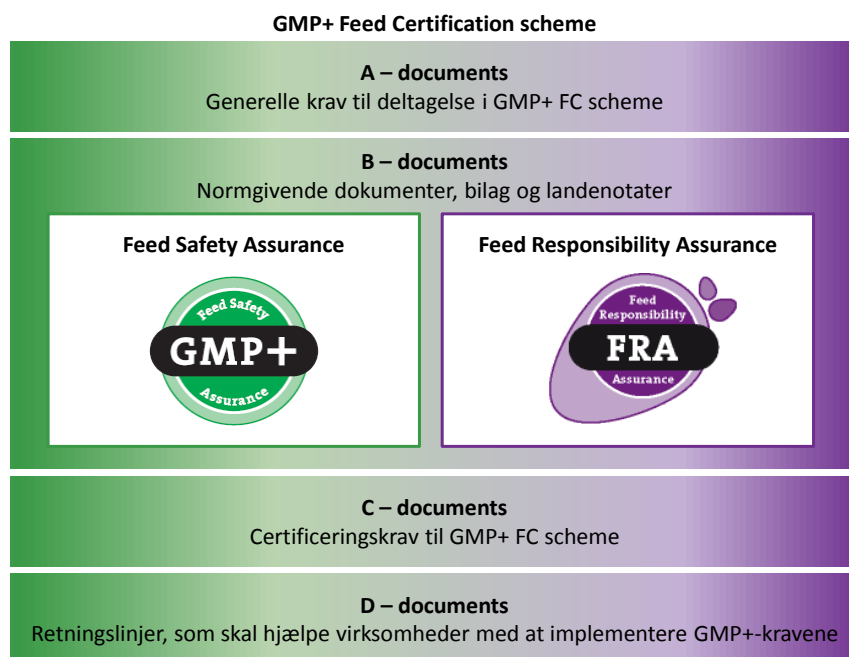 GMP+ Feed Certification scheme
A – documents
Generelle krav til deltagelse i GMP+ FC scheme
B – documents
Normgivende dokumenter, bilag og landenotater
Feed Safety Assurance
Feed Safety
GMP+
Assurance
Feed Responsibility Assurance
Feed
Responsibility
FRA
Assurance
C – documents
Certificeringskrav til GMP+ FC scheme
D – documents
Retningslinjer, som skal hjælpe virksomheder med at implementere GMP+-kravene